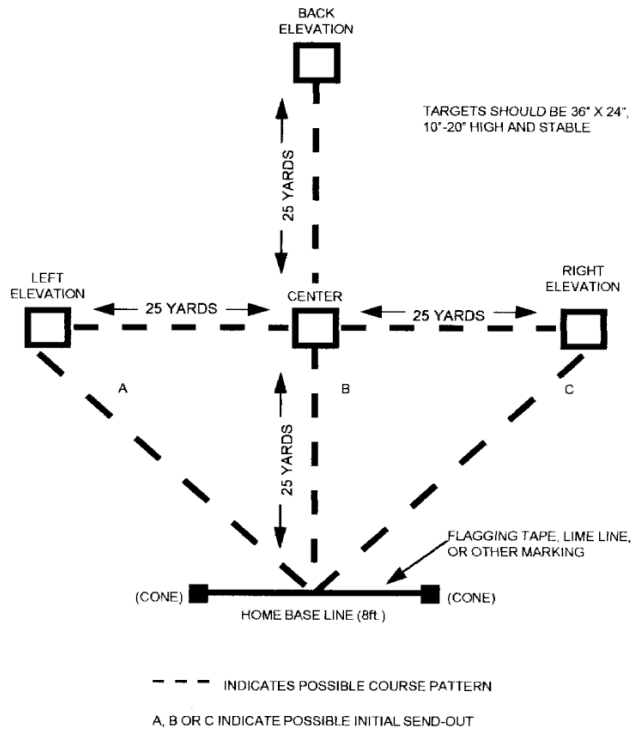 BACK
ELEVATION
TARGETS SHOULD BE 36" X 24",
10"-20" HIGH AND STABLE
25 YARDS
LEFT
ELEVATION
RIGHT
ELEVATION
25 YARDS
CENTER
25 YARDS
A
B
C
25 YARDS
FLAGGING TAPE, LIME LINE,
OR OTHER MARKING
(CONE)
(CONE)
HOME BASE LINE (8ft.)
INDICATES POSSIBLE COURSE PATTERN
A, B OR C INDICATE POSSIBLE INITIAL SEND-OUT